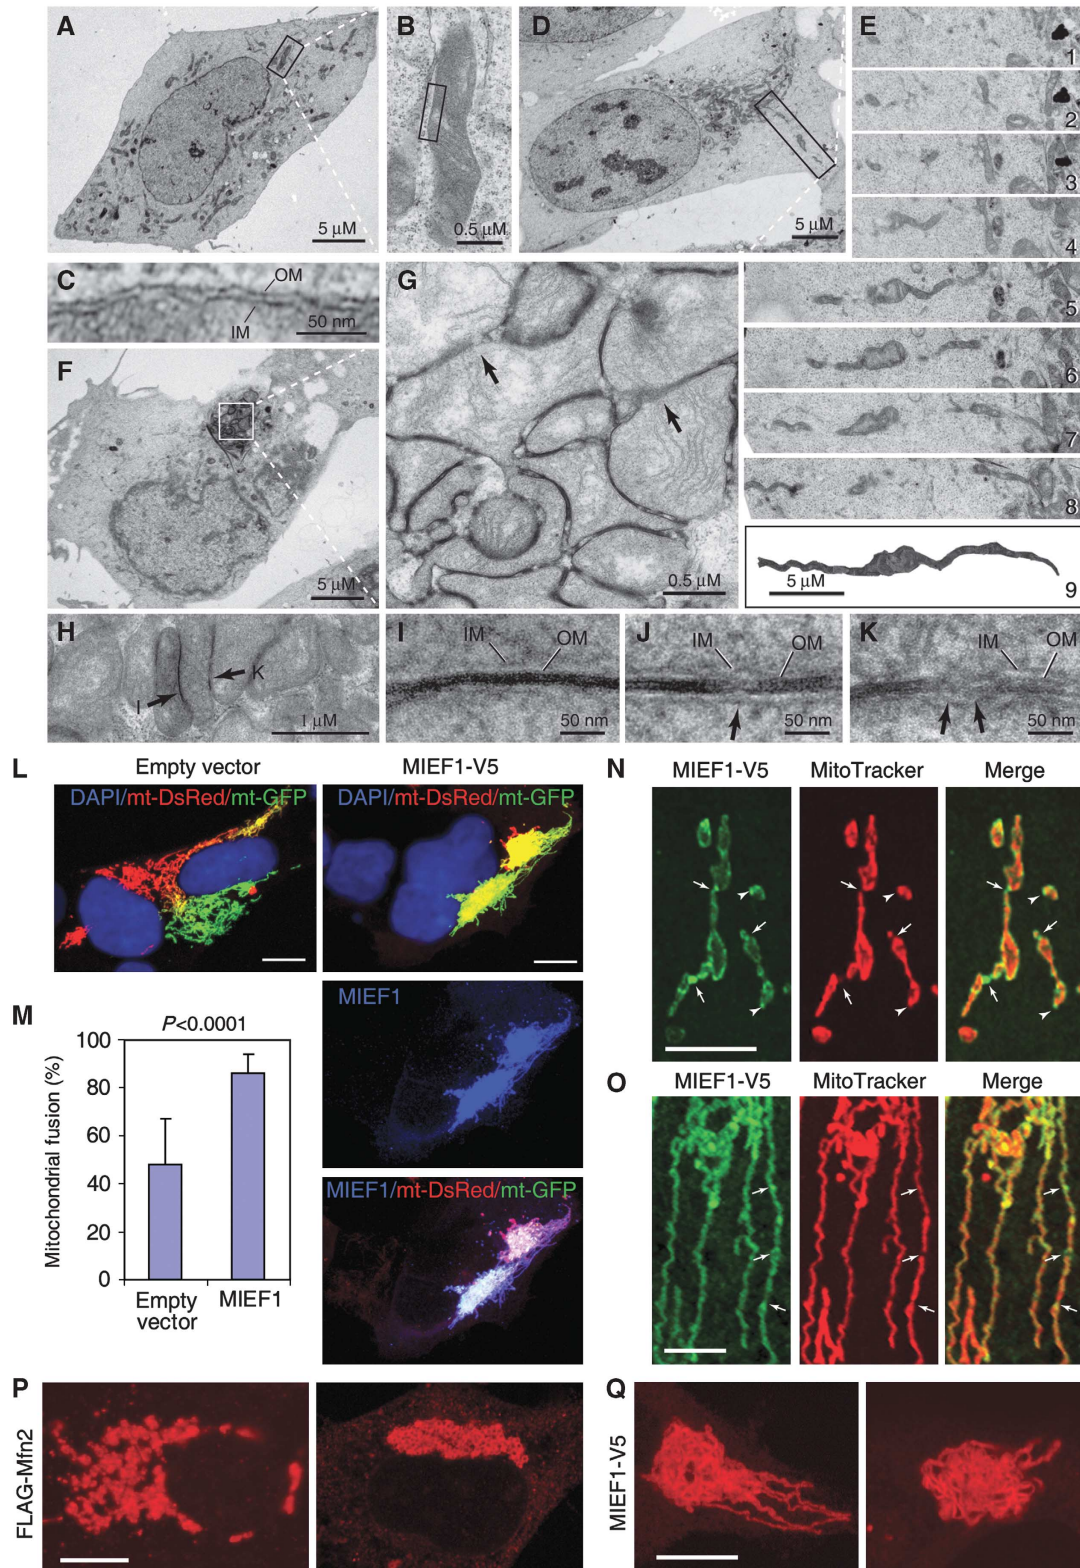 A
5 µM
B
0.5 µM
D
5 µM
E
1
2
3
4
5
6
7
8
5 µM
9
C
OM
IM
50 nm
F
5 µM
G
0.5 µM
H
I
K
1 µM
I
IM
OM
50 nm
J
IM
OM
50 nm
K
IM
OM
50 nm
L
Empty vector
MIEF1-V5
DAPI/mt-DsRed/mt-GFP
DAPI/mt-DsRed/mt-GFP
MIEF1
MIEF1/mt-DsRed/mt-GFP
M
P<0.0001
Mitochondrial fusion (%)
100
80
60
40
20
0
Empty
vector
MIEF1
N
MIEF1-V5
MitoTracker
Merge
O
MIEF1-V5
MitoTracker
Merge
P
FLAG-Mfn2
Q
MIEF1-V5